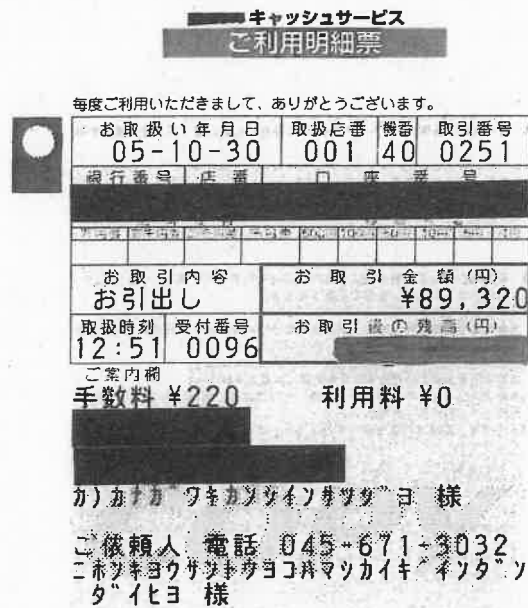 キャッシュサービス
ご利用明細票
毎度ご利用いただきまして、ありがとうございます。
お取扱い年月日 取扱店番 機番 取引番号
05-10-30 001 40 0251
銀行番号 店番 口座番号
お取引内容 お取引金額(円)
お引出し ¥89,320
取扱時刻 受付番号 お取引後の残高(円)
12:51 0096
ご案内欄
手数料 ¥220 利用料 ¥0
カ)カナガワキカンシインサツダヨ 様
ご依頼人 電話 045-671-3032
ニホンキヨウサントウヨコハマシカイギインダン
ダイヒヨ 様